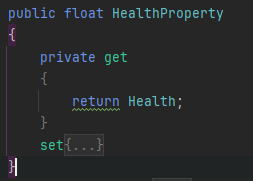 public float HealthProperty
{
private get
{
return Health;
}
set{...}
}